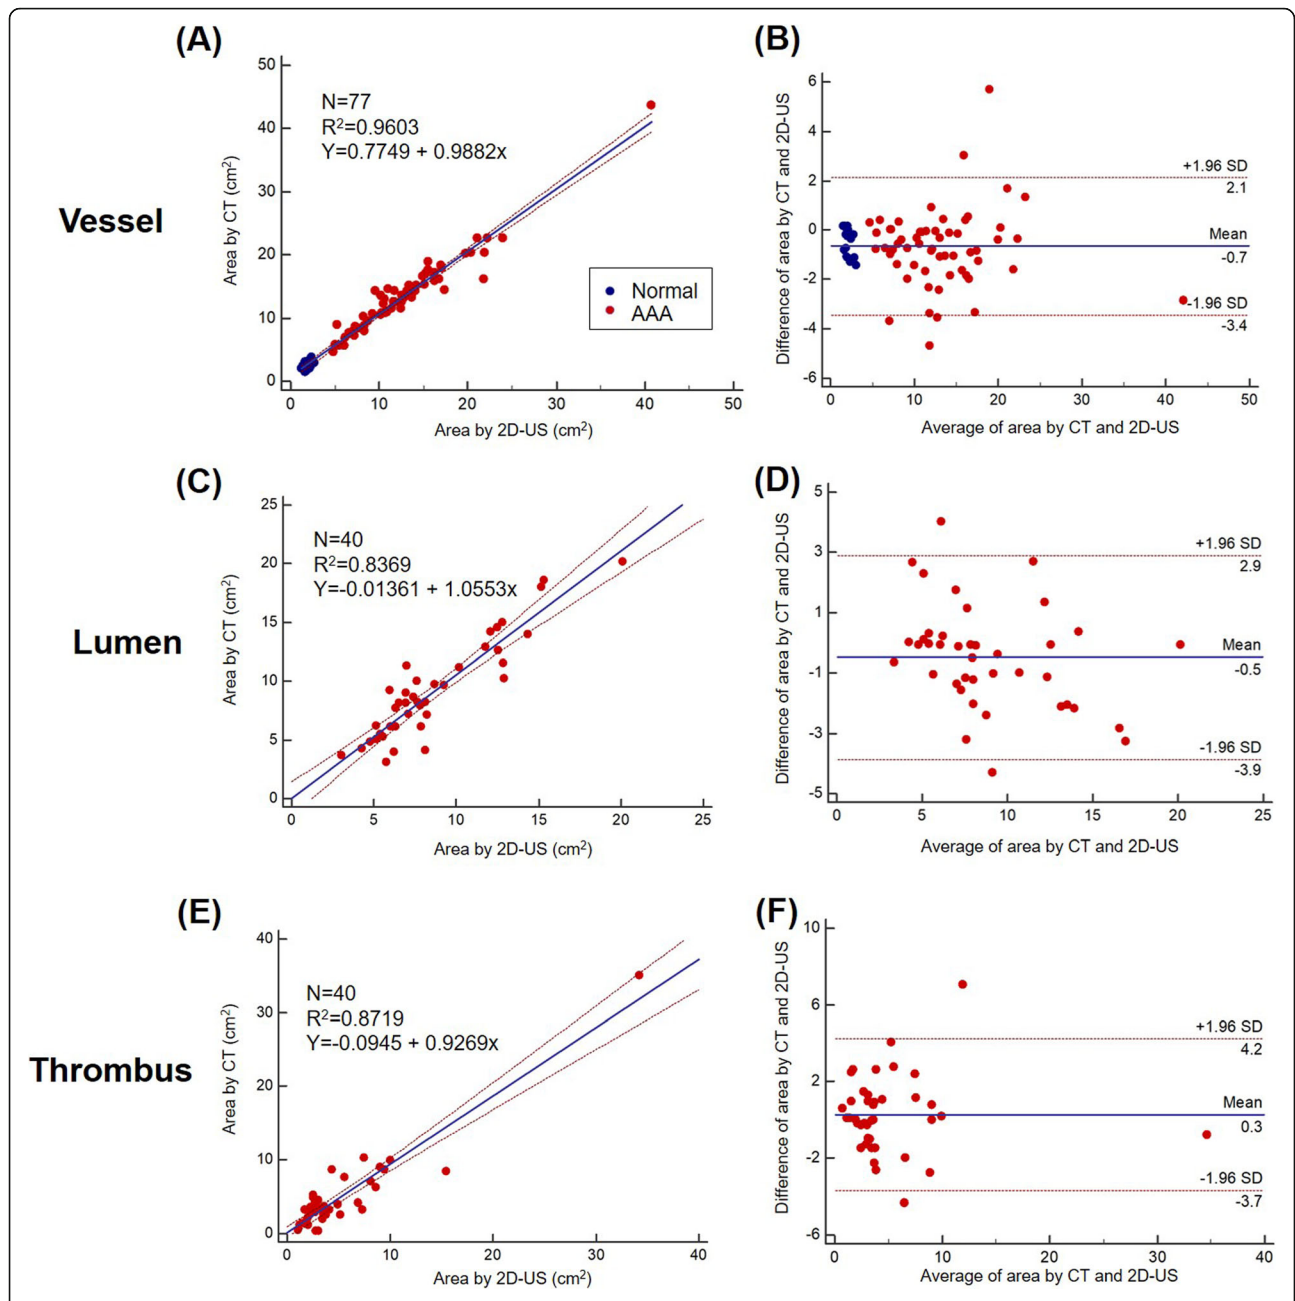 (A)
Vessel
Area by CT (cm²)
50
40
30
20
10
0
N=77
R²=0.9603
Y=0.7749 + 0.9882x
Normal
AAA
0 10 20 30 40 50
Area by 2D-US (cm²)
(B)
Difference of area by CT and 2D-US
6
4
2
0
-2
-4
-6
+1.96 SD
2.1
Mean
-0.7
-1.96 SD
-3.4
0 10 20 30 40 50
Average of area by CT and 2D-US
(C)
Lumen
Area by CT (cm²)
25
20
15
10
5
0
N=40
R²=0.8369
Y=-0.01361 + 1.0553x
0 5 10 15 20 25
Area by 2D-US (cm²)
(D)
Difference of area by CT and 2D-US
5
3
1
-1
-3
-5
+1.96 SD
2.9
Mean
-0.5
-1.96 SD
-3.9
0 5 10 15 20 25
Average of area by CT and 2D-US
(E)
Thrombus
Area by CT (cm²)
40
30
20
10
0
N=40
R²=0.8719
Y=-0.0945 + 0.9269x
0 10 20 30 40
Area by 2D-US (cm²)
(F)
Difference of area by CT and 2D-US
10
6
2
-2
-6
+1.96 SD
4.2
Mean
0.3
-1.96 SD
-3.7
0 10 20 30 40
Average of area by CT and 2D-US